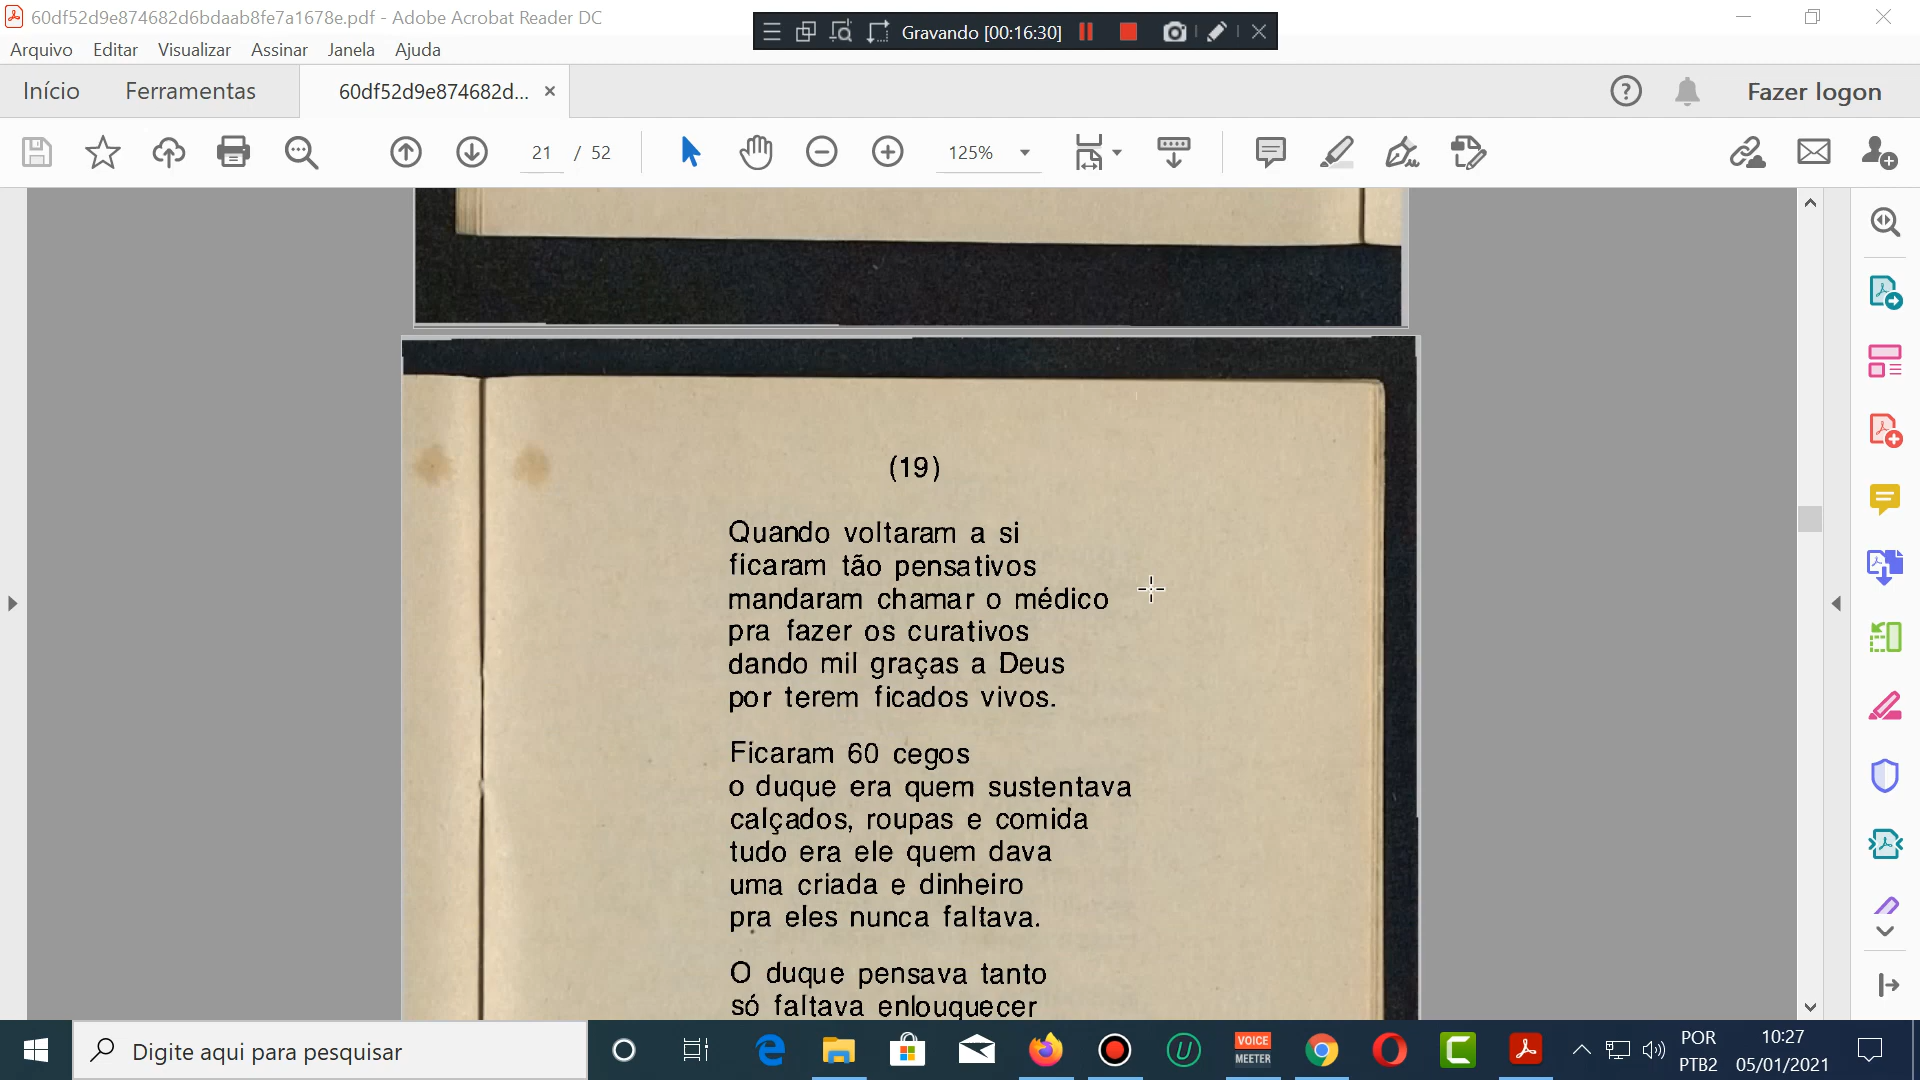 60df52d9e874682d6bdaab8fe7a1678e.pdf - Adobe Acrobat Reader DC
Gravando [00:16:30]
Arquivo Editar Visualizar Assinar Janela Ajuda
Início Ferramentas 60df52d9e874682d... Fazer logon
21 / 52 125%
(19)
Quando voltaram a si
ficaram tão pensativos
mandaram chamar o médico
pra fazer os curativos
dando mil graças a Deus
por terem ficados vivos.
Ficaram 60 cegos
o duque era quem sustentava
calçados, roupas e comida
tudo era ele quem dava
uma criada e dinheiro
pra eles nunca faltava.
O duque pensava tanto
só faltava enlouquecer
Digite aqui para pesquisar
VOICE
MEETER
POR
PTB2
10:27
05/01/2021